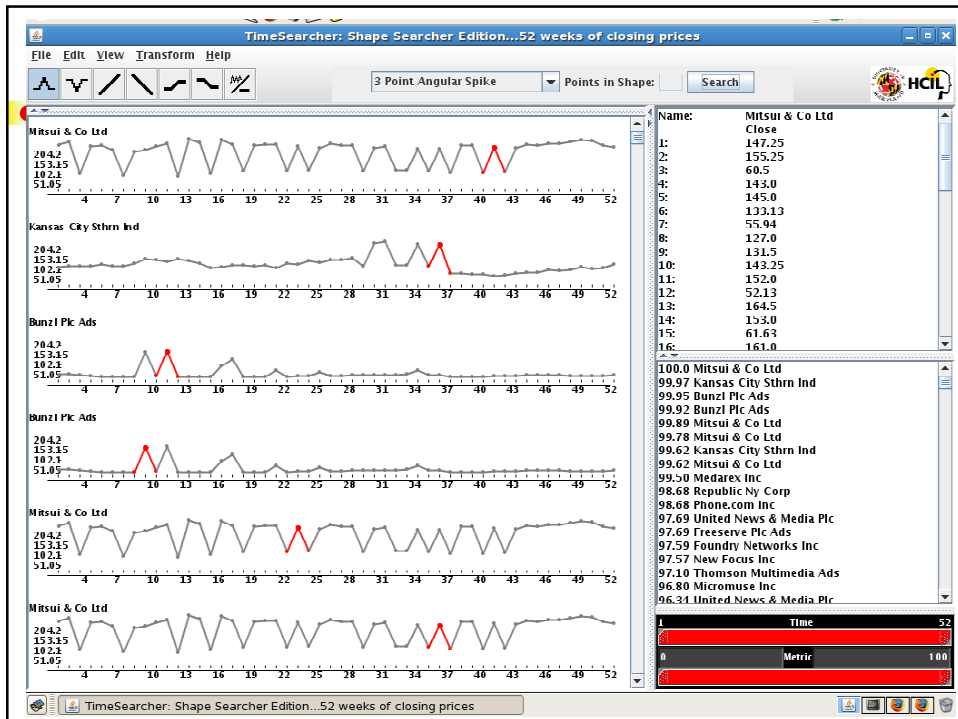 TimeSearcher: Shape Searcher Edition...52 weeks of closing prices
File Edit View Transform Help
3 Point Angular Spike Points in Shape: Search
HCIL
Mitsui & Co Ltd
204.2
153.15
102.1
51.05
4 7 10 13 16 19 22 25 28 31 34 37 40 43 46 49 52
Kansas City Sthrn Ind
204.2
153.15
102.1
51.05
4 7 10 13 16 19 22 25 28 31 34 37 40 43 46 49 52
Bunzl Plc Ads
204.2
153.15
102.1
51.05
4 7 10 13 16 19 22 25 28 31 34 37 40 43 46 49 52
Bunzl Plc Ads
204.2
153.15
102.1
51.05
4 7 10 13 16 19 22 25 28 31 34 37 40 43 46 49 52
Mitsui & Co Ltd
204.2
153.15
102.1
51.05
4 7 10 13 16 19 22 25 28 31 34 37 40 43 46 49 52
Mitsui & Co Ltd
204.2
153.15
102.1
51.05
4 7 10 13 16 19 22 25 28 31 34 37 40 43 46 49 52
Name: Mitsui & Co Ltd
Close
1: 147.25
2: 155.25
3: 60.5
4: 143.0
5: 145.0
6: 133.13
7: 55.94
8: 127.0
9: 131.5
10: 143.25
11: 152.0
12: 52.13
13: 164.5
14: 153.0
15: 61.63
16: 161.0
100.0 Mitsui & Co Ltd
99.97 Kansas City Sthrn Ind
99.95 Bunzl Plc Ads
99.92 Bunzl Plc Ads
99.89 Mitsui & Co Ltd
99.78 Mitsui & Co Ltd
99.62 Kansas City Sthrn Ind
99.62 Mitsui & Co Ltd
99.50 Medarex Inc
98.68 Republic Ny Corp
98.68 Phone.com Inc
97.69 United News & Media Plc
97.69 Freeserve Plc Ads
97.59 Foundry Networks Inc
97.57 New Focus Inc
97.10 Thomson Multimedia Ads
96.80 Micromuse Inc
96.34 United News & Media Plc
1 Time 52
0 Metric 100
TimeSearcher: Shape Searcher Edition...52 weeks of closing prices